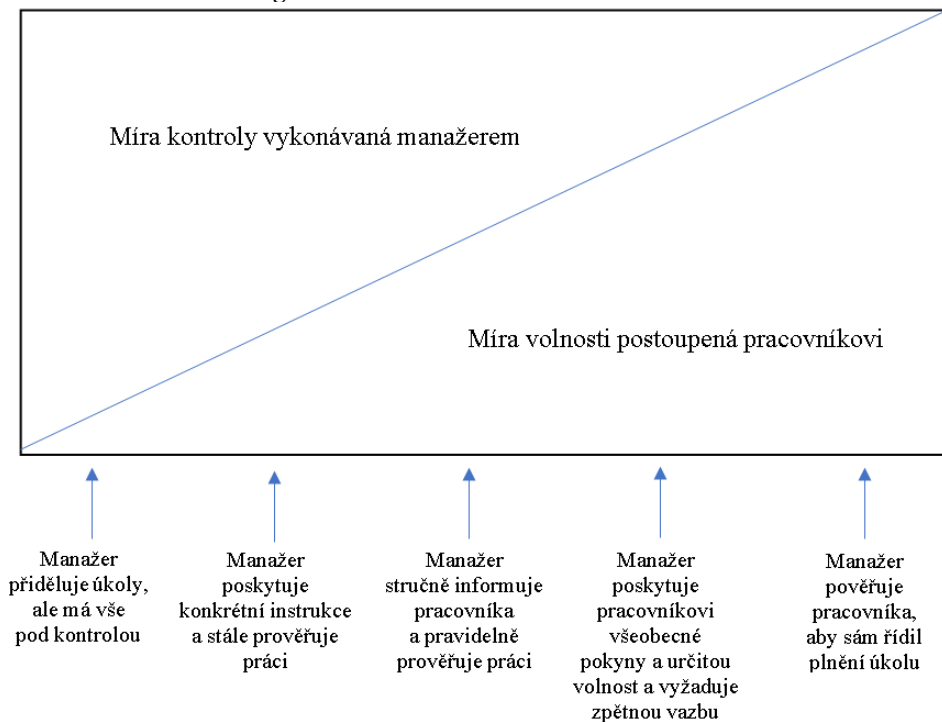 Míra kontroly vykonávaná manažerem
Míra volnosti postoupená pracovníkovi
Manažer
přiděluje úkoly,
ale má vše
pod kontrolou
Manažer
poskytuje
konkrétní instrukce
a stále prověřuje
práci
Manažer
stručně informuje
pracovníka
a pravidelně
prověřuje práci
Manažer
poskytuje
pracovníkovi
všeobecné
pokyny a určitou
volnost a vyžaduje
zpětnou vazbu
Manažer
pověřuje
pracovníka,
aby sám řídil
plnění úkolu